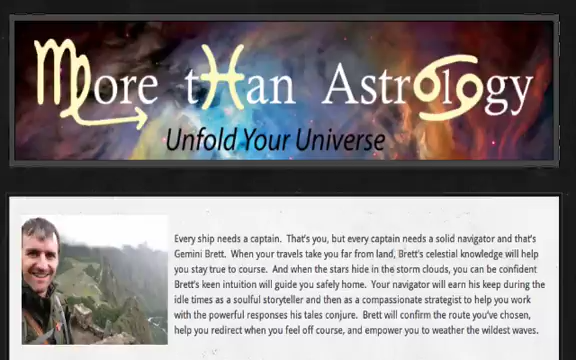 More tHan Astrology
Unfold Your Universe
Every ship needs a captain. That's you, but every captain needs a solid navigator and that's
Gemini Brett. When your travels take you far from land, Brett's celestial knowledge will help
you stay true to course. And when the stars hide in the storm clouds, you can be confident
Brett's keen intuition will guide you safely home. Your navigator will earn his keep during the
idle times as a soulful storyteller and then as a compassionate strategist to help you work
with the powerful responses his tales conjure. Brett will confirm the route you've chosen,
help you redirect when you feel off course, and empower you to weather the wildest waves.